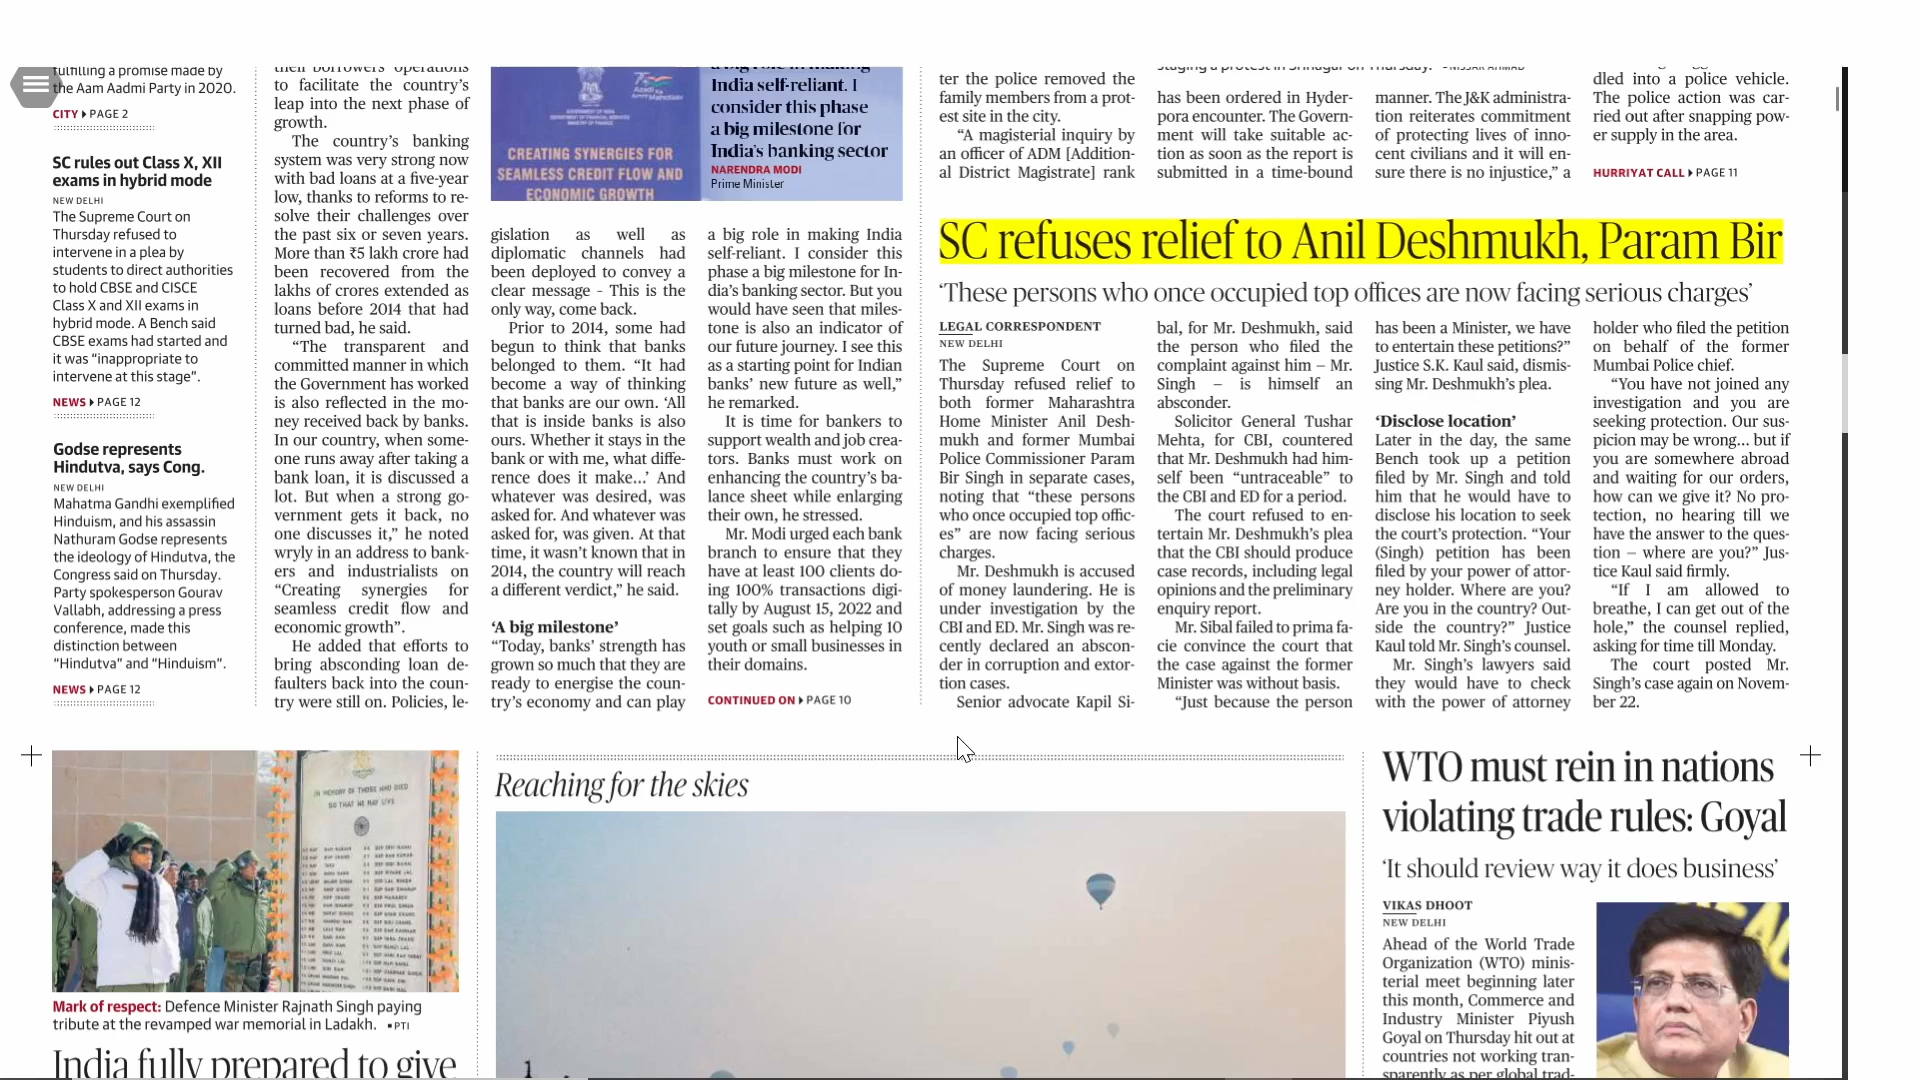 fulfilling a promise made by
the Aam Aadmi Party in 2020.
CITY PAGE 2
SC rules out Class X, XII
exams in hybrid mode
NEW DELHI
The Supreme Court on
Thursday refused to
intervene in a plea by
students to direct authorities
to hold CBSE and CISCE
Class X and XII exams in
hybrid mode. A Bench said
CBSE exams had started and
it was “inappropriate to
intervene at this stage”.
NEWS PAGE 12
Godse represents
Hindutva, says Cong.
NEW DELHI
Mahatma Gandhi exemplified
Hinduism, and his assassin
Nathuram Godse represents
the ideology of Hindutva, the
Congress said on Thursday.
Party spokesperson Gourav
Vallabh, addressing a press
conference, made this
distinction between
"Hindutva" and “Hinduism”.
NEWS PAGE 12
their borrowers' operations
to facilitate the country’s
leap into the next phase of
growth.
The country’s banking
system was very strong now
with bad loans at a five-year
low, thanks to reforms to re-
solve their challenges over
the past six or seven years.
More than ₹5 lakh crore had
been recovered from the
lakhs of crores extended as
loans before 2014 that had
turned bad, he said.
“The transparent and
committed manner in which
the Government has worked
is also reflected in the mo-
ney received back by banks.
In our country, when some-
one runs away after taking a
bank loan, it is discussed a
lot. But when a strong go-
vernment gets it back, no
one discusses it,” he noted
wryly in an address to bank-
ers and industrialists on
“Creating synergies for
seamless credit flow and
economic growth”.
He added that efforts to
bring absconding loan de-
faulters back into the coun-
try were still on. Policies, le-
CREATING SYNERGIES FOR
SEAMLESS CREDIT FLOW AND
ECONOMIC GROWTH
a big role in making
India self-reliant. I
consider this phase
a big milestone for
India’s banking sector
NARENDRA MODI
Prime Minister
gislation as well as
diplomatic channels had
been deployed to convey a
clear message - This is the
only way, come back.
Prior to 2014, some had
begun to think that banks
belonged to them. “It had
become a way of thinking
that banks are our own. ‘All
that is inside banks is also
ours. Whether it stays in the
bank or with me, what diffe-
rence does it make...’ And
whatever was desired, was
asked for. And whatever was
asked for, was given. At that
time, it wasn’t known that in
2014, the country will reach
a different verdict,” he said.
‘A big milestone’
“Today, banks’ strength has
grown so much that they are
ready to energise the coun-
try’s economy and can play
a big role in making India
self-reliant. I consider this
phase a big milestone for In-
dia’s banking sector. But you
would have seen that miles-
tone is also an indicator of
our future journey. I see this
as a starting point for Indian
banks’ new future as well,”
he remarked.
It is time for bankers to
support wealth and job crea-
tors. Banks must work on
enhancing the country’s ba-
lance sheet while enlarging
their own, he stressed.
Mr. Modi urged each bank
branch to ensure that they
have at least 100 clients do-
ing 100% transactions digi-
tally by August 15, 2022 and
set goals such as helping 10
youth or small businesses in
their domains.
CONTINUED ON PAGE 10
ter the police removed the
family members from a prot-
est site in the city.
“A magisterial inquiry by
an officer of ADM [Addition-
al District Magistrate] rank
staging a protest in Srinagar on Thursday. NISSAR AHMAD
has been ordered in Hyder-
pora encounter. The Govern-
ment will take suitable ac-
tion as soon as the report is
submitted in a time-bound
manner. The J&K administra-
tion reiterates commitment
of protecting lives of inno-
cent civilians and it will en-
sure there is no injustice,” a
dled into a police vehicle.
The police action was car-
ried out after snapping pow-
er supply in the area.
HURRIYAT CALL PAGE 11
SC refuses relief to Anil Deshmukh, Param Bir
‘These persons who once occupied top offices are now facing serious charges’
LEGAL CORRESPONDENT
NEW DELHI
The Supreme Court on
Thursday refused relief to
both former Maharashtra
Home Minister Anil Desh-
mukh and former Mumbai
Police Commissioner Param
Bir Singh in separate cases,
noting that “these persons
who once occupied top offic-
es” are now facing serious
charges.
Mr. Deshmukh is accused
of money laundering. He is
under investigation by the
CBI and ED. Mr. Singh was re-
cently declared an abscon-
der in corruption and extor-
tion cases.
Senior advocate Kapil Si-
bal, for Mr. Deshmukh, said
the person who filed the
complaint against him – Mr.
Singh – is himself an
absconder.
Solicitor General Tushar
Mehta, for CBI, countered
that Mr. Deshmukh had him-
self been “untraceable” to
the CBI and ED for a period.
The court refused to en-
tertain Mr. Deshmukh’s plea
that the CBI should produce
case records, including legal
opinions and the preliminary
enquiry report.
Mr. Sibal failed to prima fa-
cie convince the court that
the case against the former
Minister was without basis.
“Just because the person
has been a Minister, we have
to entertain these petitions?”
Justice S.K. Kaul said, dismis-
sing Mr. Deshmukh’s plea.
‘Disclose location’
Later in the day, the same
Bench took up a petition
filed by Mr. Singh and told
him that he would have to
disclose his location to seek
the court’s protection. “Your
(Singh) petition has been
filed by your power of attor-
ney holder. Where are you?
Are you in the country? Out-
side the country?” Justice
Kaul told Mr. Singh’s counsel.
Mr. Singh’s lawyers said
they would have to check
with the power of attorney
holder who filed the petition
on behalf of the former
Mumbai Police chief.
“You have not joined any
investigation and you are
seeking protection. Our sus-
picion may be wrong... but if
you are somewhere abroad
and waiting for our orders,
how can we give it? No pro-
tection, no hearing till we
have the answer to the ques-
tion – where are you?” Jus-
tice Kaul said firmly.
“If I am allowed to
breathe, I can get out of the
hole,” the counsel replied,
asking for time till Monday.
The court posted Mr.
Singh’s case again on Novem-
ber 22.
IN MEMORY OF THOSE WHO DIED
SO THAT WE MAY LIVE
Mark of respect: Defence Minister Rajnath Singh paying
tribute at the revamped war memorial in Ladakh. PTI
India fully prepared to give
Reaching for the skies
WTO must rein in nations
violating trade rules: Goyal
‘It should review way it does business’
VIKAS DHOOT
NEW DELHI
Ahead of the World Trade
Organization (WTO) minis-
terial meet beginning later
this month, Commerce and
Industry Minister Piyush
Goyal on Thursday hit out at
countries not working tran-
sparently as per global trad-